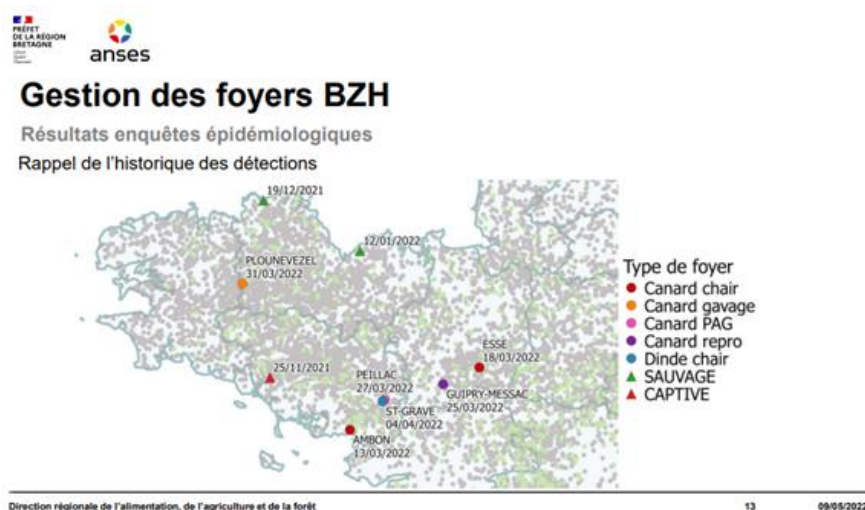 PRÉFET
DE LA RÉGION
BRETAGNE
anses
Gestion des foyers BZH
Résultats enquêtes épidémiologiques
Rappel de l'historique des détections
19/12/2021
12/01/2022
PLOUNEVEZEL
31/03/2022
ESSE
18/03/2022
25/11/2021
PEILLAC
27/03/2022
GUIPRY-MESSAC
25/03/2022
ST-GRAVE
04/04/2022
AMBON
13/03/2022
Type de foyer
Canard chair
Canard gavage
Canard PAG
Canard repro
Dinde chair
SAUVAGE
CAPTIVE
Direction régionale de l'alimentation, de l'agriculture et de la forêt
13